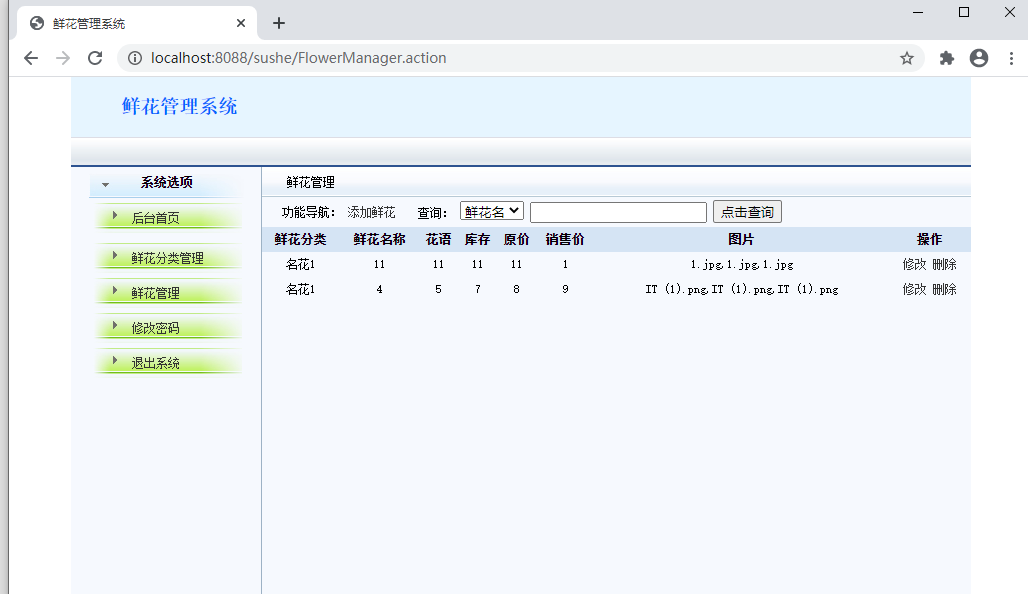 鲜花管理系统
localhost:8088/sushe/FlowerManager.action
鲜花管理系统
系统选项
后台首页
鲜花分类管理
鲜花管理
修改密码
退出系统
鲜花管理
功能导航： 添加鲜花 查询： 鲜花名 点击查询
鲜花分类 鲜花名称 花语 库存 原价 销售价 图片 操作
名花1 11 11 11 11 1 1.jpg,1.jpg,1.jpg 修改 删除
名花1 4 5 7 8 9 IT (1).png,IT (1).png,IT (1).png 修改 删除